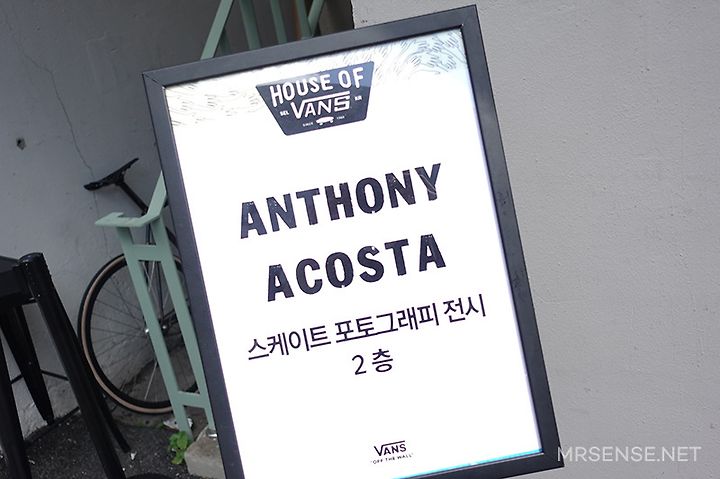 HOUSE OF
VANS
SINCE 1966
ANTHONY
ACOSTA
스케이트 포토그래피 전시
2 층
VANS
"OFF THE WALL"
MRSENSE.NET